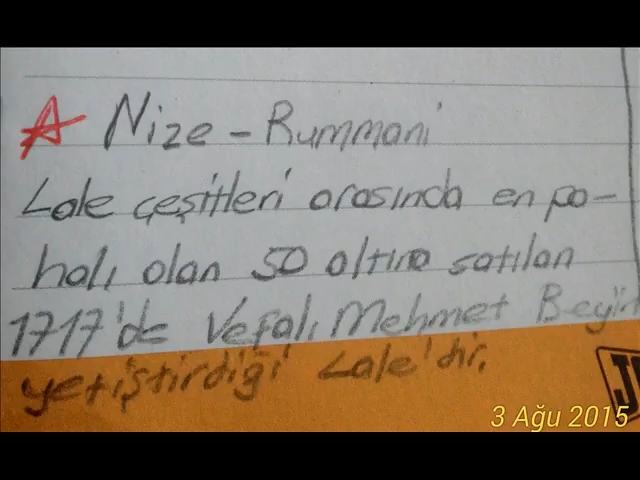 A Nize - Rummani
Lale çeşitleri arasında en pa-
halı olan 50 altına satılan
1717'de Vefalı Mehmet Bey'in
yetiştirdiği Lale'dir.
3 Ağu 2015